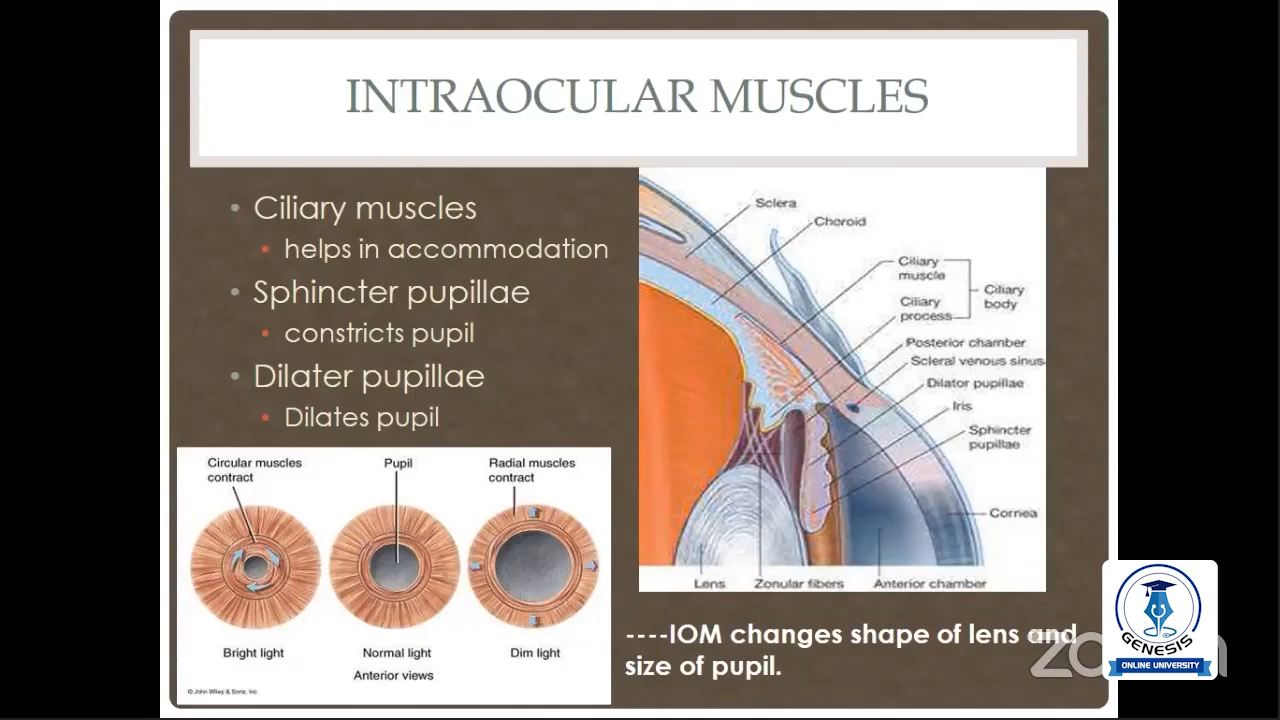 INTRAOCULAR MUSCLES
• Ciliary muscles
• helps in accommodation
• Sphincter pupillae
• constricts pupil
• Dilater pupillae
• Dilates pupil
Circular muscles
contract
Pupil
Radial muscles
contract
Bright light
Normal light
Dim light
Anterior views
© John Wiley & Sons, Inc.
Sclera
Choroid
Ciliary
muscle
Ciliary
process
Ciliary
body
Posterior chamber
Scleral venous sinus
Dilator pupillae
Iris
Sphincter
pupillae
Cornea
Lens
Zonular fibers
Anterior chamber
----IOM changes shape of lens and
size of pupil.
GENESIS
ONLINE UNIVERSITY